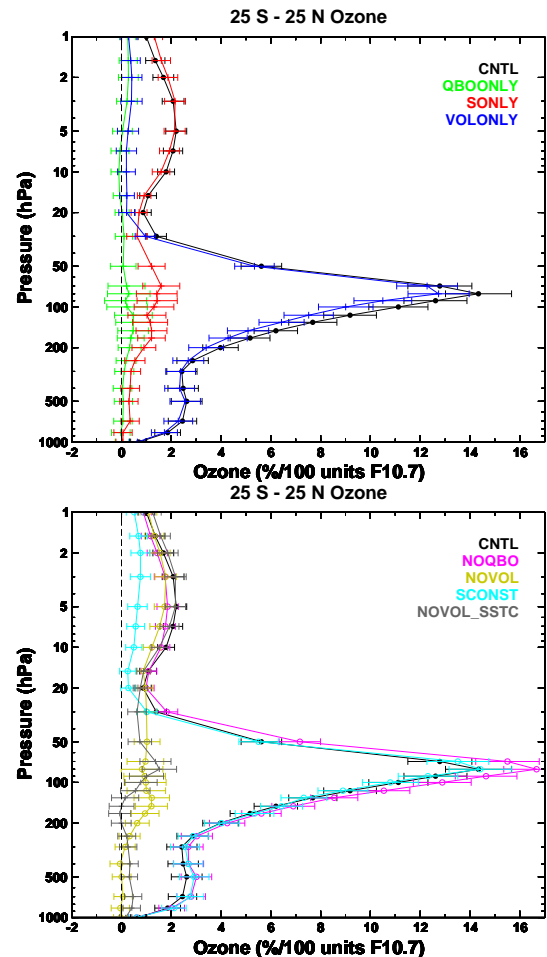 25 S - 25 N Ozone
1
2
5
10
20
50
100
200
500
1000
Pressure (hPa)
CNTL
QBOONLY
SONLY
VOLONLY
-2 0 2 4 6 8 10 12 14 16
Ozone (%/100 units F10.7)
25 S - 25 N Ozone
1
2
5
10
20
50
100
200
500
1000
Pressure (hPa)
CNTL
NOQBO
NOVOL
SCONST
NOVOL_SSTC
-2 0 2 4 6 8 10 12 14 16
Ozone (%/100 units F10.7)